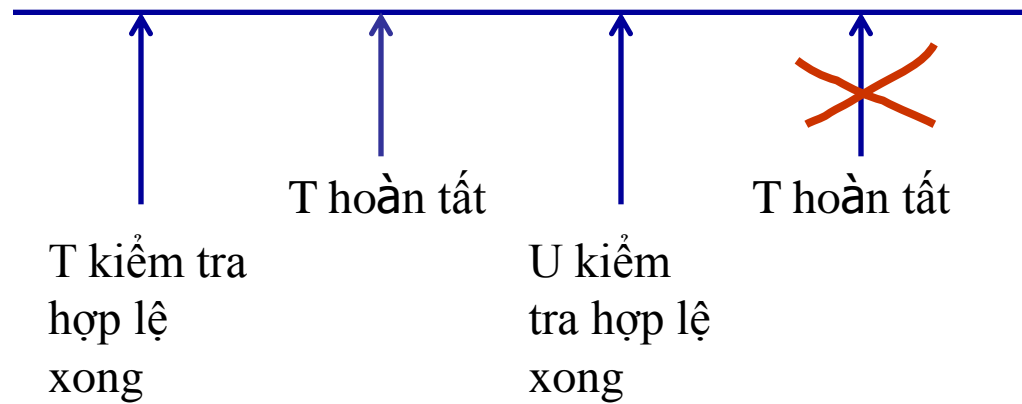 T hoàn tất
T hoàn tất
T kiểm tra
hợp lệ
xong
U kiểm
tra hợp lệ
xong